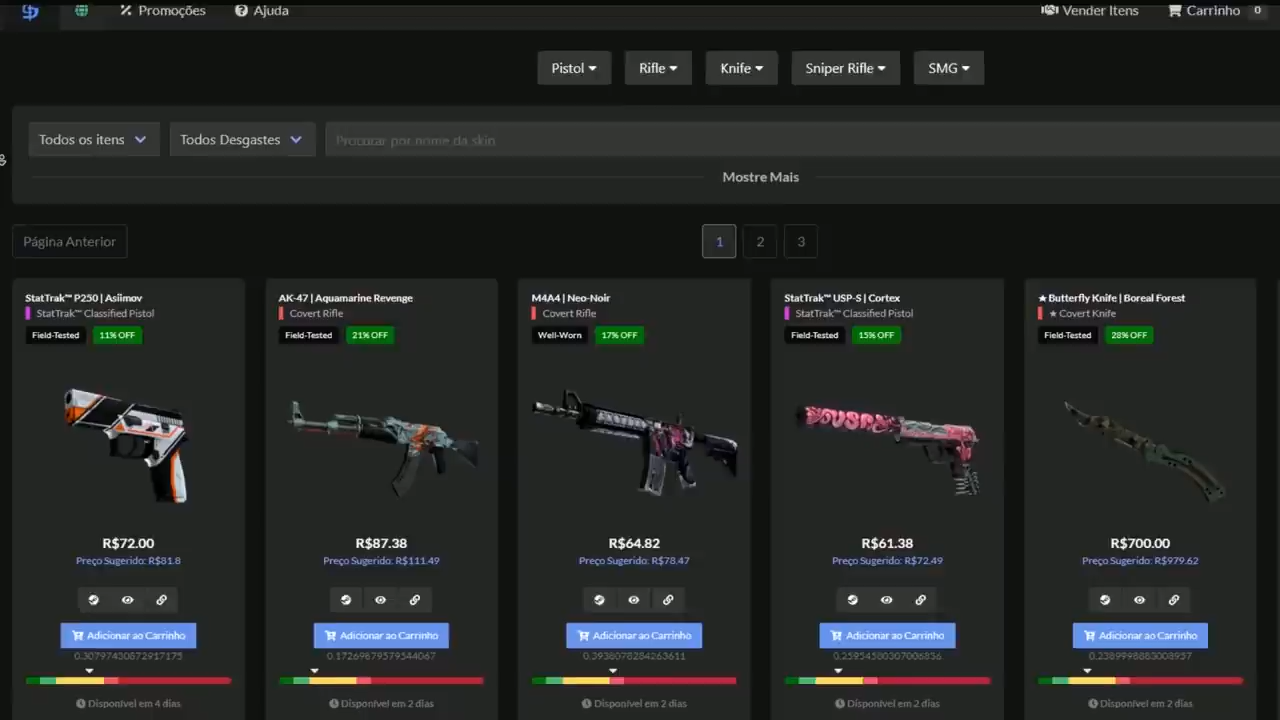 Promoções
Ajuda
Vender Itens
Carrinho
0
Pistol
Rifle
Knife
Sniper Rifle
SMG
Todos os itens
Todos Desgastes
Procurar por nome da skin
Mostre Mais
Página Anterior
1
2
3
StatTrak™ P250 | Asiimov
StatTrak™ Classified Pistol
Field-Tested
11% OFF
R$72.00
Preço Sugerido: R$81.8
Adicionar ao Carrinho
0.30797430872917175
Disponível em 4 dias
AK-47 | Aquamarine Revenge
Covert Rifle
Field-Tested
21% OFF
R$87.38
Preço Sugerido: R$111.49
Adicionar ao Carrinho
0.17269879579544067
Disponível em 2 dias
M4A4 | Neo-Noir
Covert Rifle
Well-Worn
17% OFF
R$64.82
Preço Sugerido: R$78.47
Adicionar ao Carrinho
0.3938078284263611
Disponível em 2 dias
StatTrak™ USP-S | Cortex
StatTrak™ Classified Pistol
Field-Tested
15% OFF
R$61.38
Preço Sugerido: R$72.49
Adicionar ao Carrinho
0.25954580307006836
Disponível em 2 dias
★ Butterfly Knife | Boreal Forest
★ Covert Knife
Field-Tested
28% OFF
R$700.00
Preço Sugerido: R$979.62
Adicionar ao Carrinho
0.2389998883008957
Disponível em 2 dias